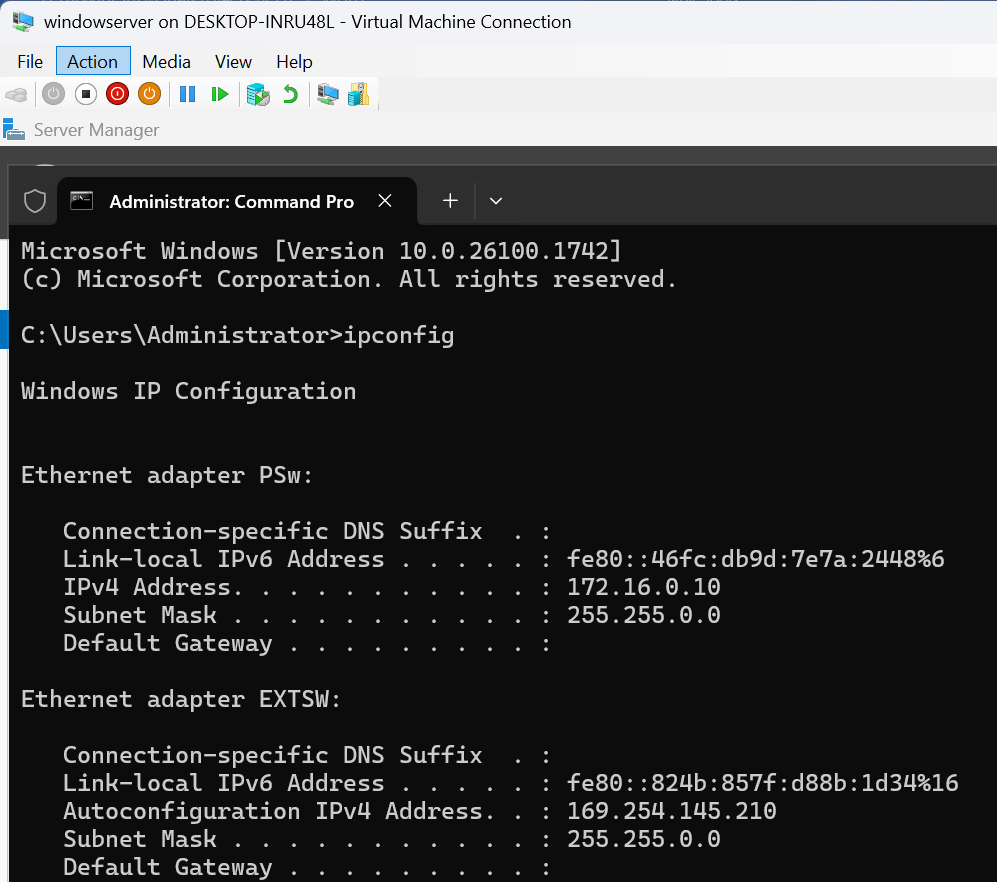 windowserver on DESKTOP-INRU48L - Virtual Machine Connection
File Action Media View Help
Server Manager
Administrator: Command Pro
Microsoft Windows [Version 10.0.26100.1742]
(c) Microsoft Corporation. All rights reserved.
C:\Users\Administrator>ipconfig
Windows IP Configuration
Ethernet adapter PSw:
Connection-specific DNS Suffix  . :
Link-local IPv6 Address . . . . . : fe80::46fc:db9d:7e7a:2448%6
IPv4 Address. . . . . . . . . . . : 172.16.0.10
Subnet Mask . . . . . . . . . . . : 255.255.0.0
Default Gateway . . . . . . . . . :
Ethernet adapter EXTSW:
Connection-specific DNS Suffix  . :
Link-local IPv6 Address . . . . . : fe80::824b:857f:d88b:1d34%16
Autoconfiguration IPv4 Address. . : 169.254.145.210
Subnet Mask . . . . . . . . . . . : 255.255.0.0
Default Gateway . . . . . . . . . :